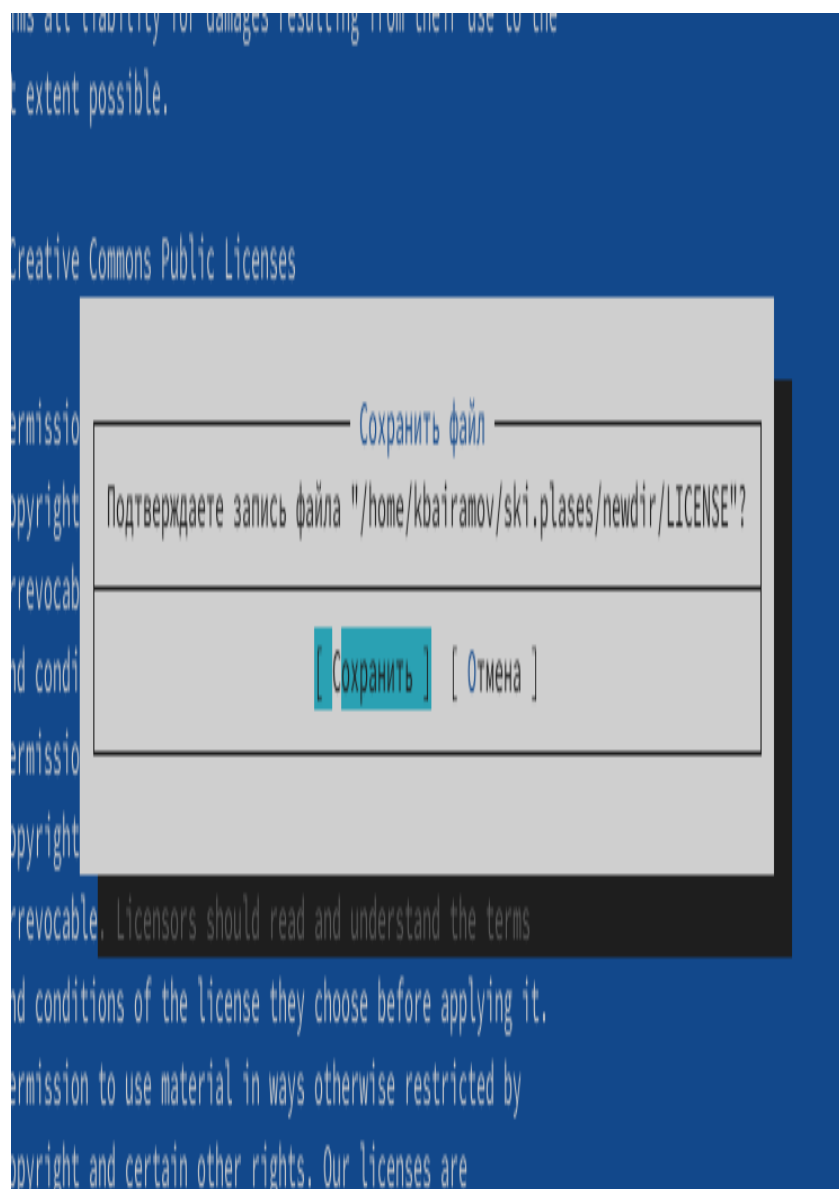 all liability for damages resulting from their use to the
extent possible.
Creative Commons Public Licenses
Сохранить файл
Подтверждаете запись файла "/home/kbairamov/ski.plases/newdir/LICENSE"?
[ Сохранить ] [ Отмена ]
ermissio
opyright
rrevocab
nd condi
ermissio
opyright
rrevocable. Licensors should read and understand the terms
nd conditions of the license they choose before applying it.
ermission to use material in ways otherwise restricted by
opyright and certain other rights. Our licenses are